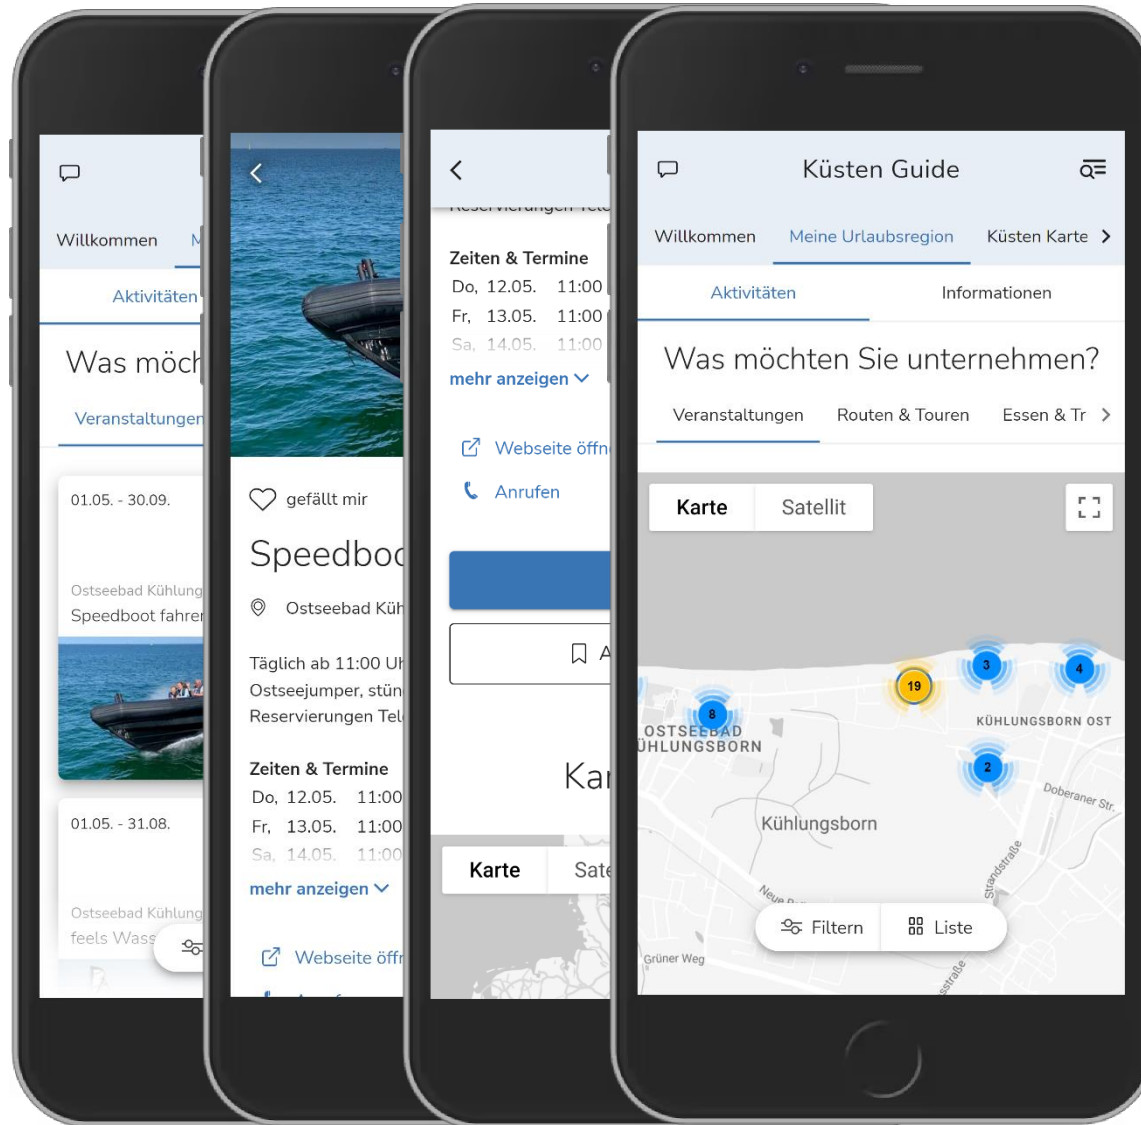 Willkommen
Aktivitäten
Was möch
Veranstaltungen
01.05. - 30.09.
Ostseebad Kühlung
Speedboot fahren
01.05. - 31.08.
Ostseebad Kühlung
feels Wass
gefällt mir
Speedboo
Ostseebad Küh
Täglich ab 11:00 Uh
Ostseejumper, stün
Reservierungen Tele
Zeiten & Termine
Do, 12.05. 11:00
Fr, 13.05. 11:00
Sa, 14.05. 11:00
mehr anzeigen
Webseite öffn
Zeiten & Termine
Do, 12.05. 11:00
Fr, 13.05. 11:00
Sa, 14.05. 11:00
mehr anzeigen
Webseite öffn
Anrufen
A
Kar
Karte Sate
Küsten Guide
Willkommen Meine Urlaubsregion Küsten Karte
Aktivitäten Informationen
Was möchten Sie unternehmen?
Veranstaltungen Routen & Touren Essen & Tr
Karte Satellit
3
4
19
8
OSTSEEBAD
ÜHLUNGSBORN
KÜHLUNGSBORN OST
2
Doberaner Str.
Kühlungsborn
Strandstraße
Filtern Liste
Grüner Weg